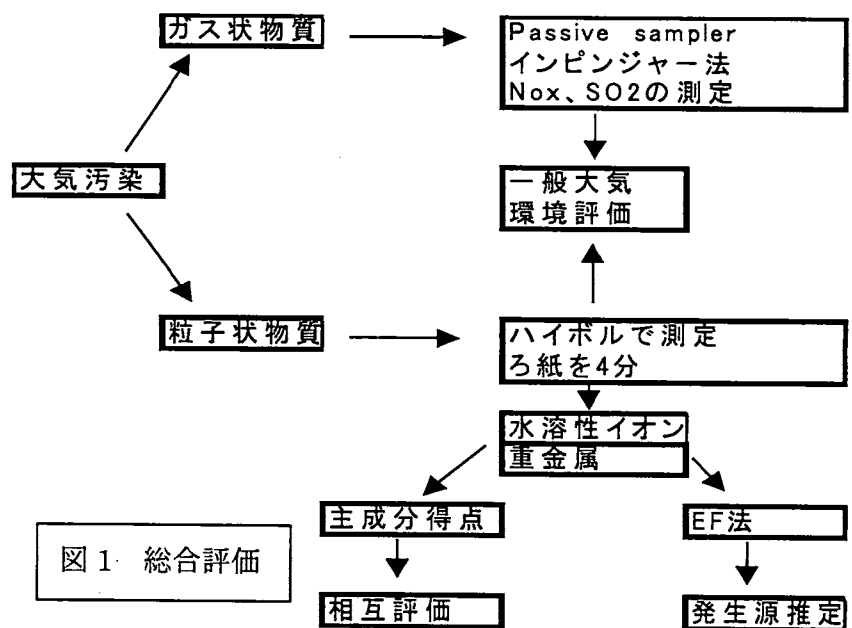 ガス状物質
Passive sampler
インピンジャー法
Nox、SO2の測定
大気汚染
一般大気
環境評価
粒子状物質
ハイボルで測定
ろ紙を4分
水溶性イオン
重金属
主成分得点
EF法
図1 総合評価
相互評価
発生源推定